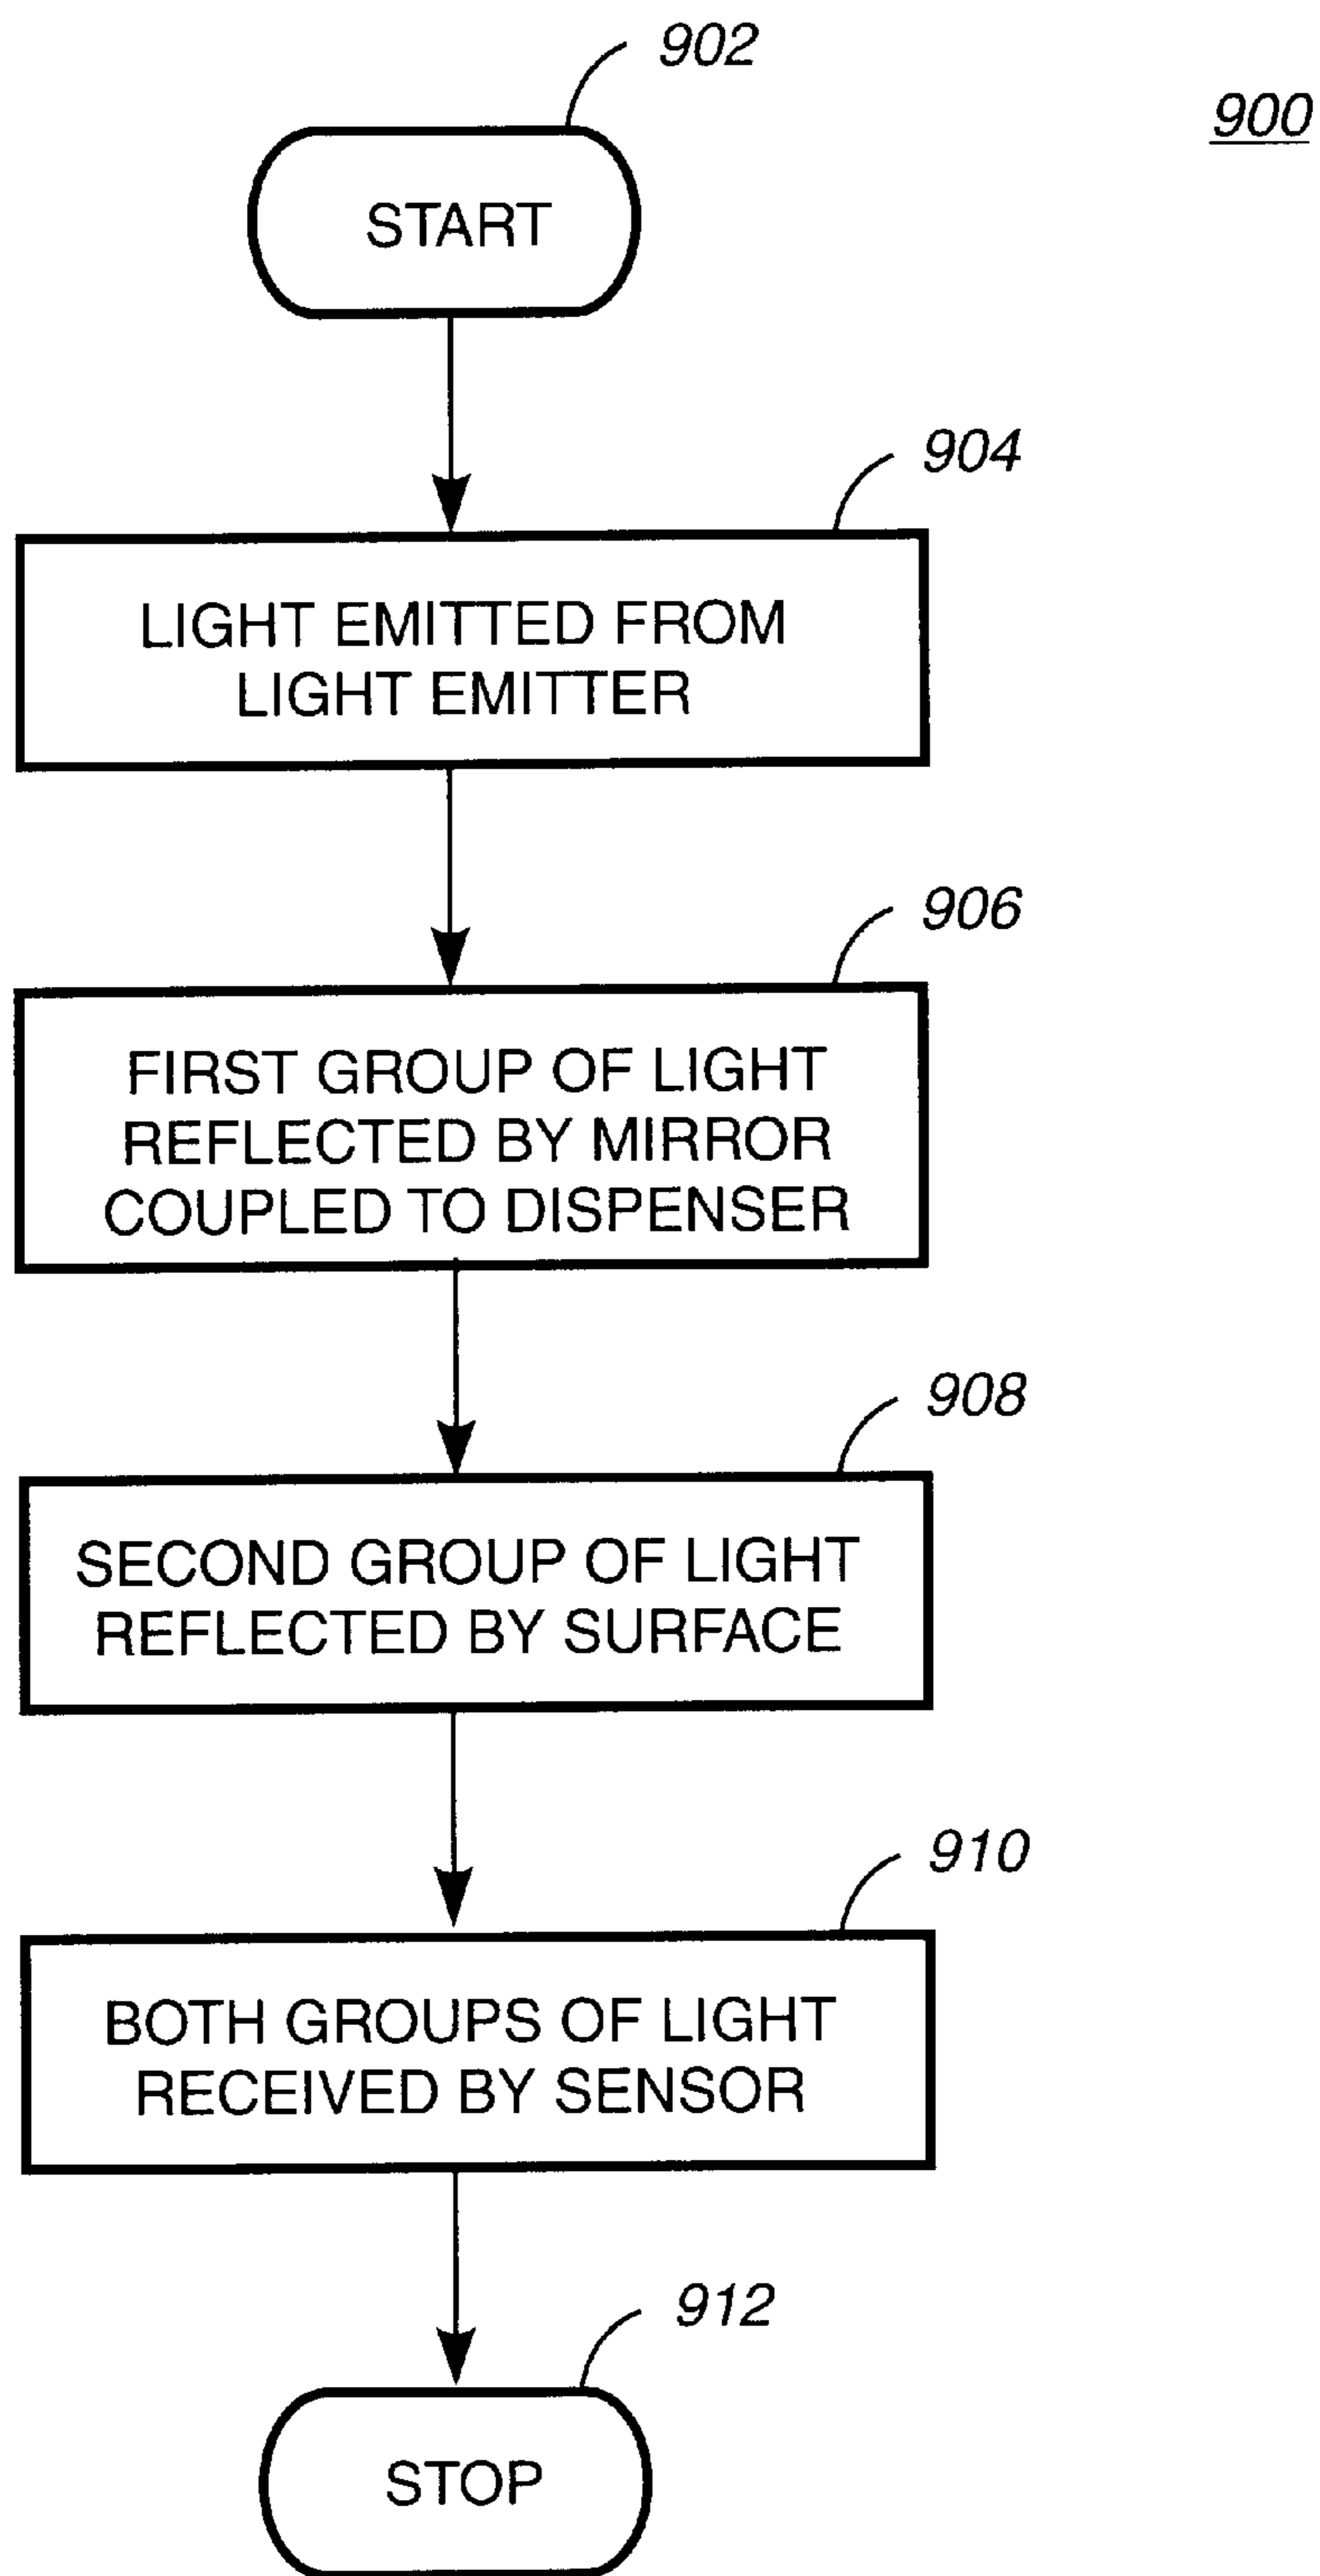 902
900
START
904
LIGHT EMITTED FROM
LIGHT EMITTER
906
FIRST GROUP OF LIGHT
REFLECTED BY MIRROR
COUPLED TO DISPENSER
908
SECOND GROUP OF LIGHT
REFLECTED BY SURFACE
910
BOTH GROUPS OF LIGHT
RECEIVED BY SENSOR
912
STOP